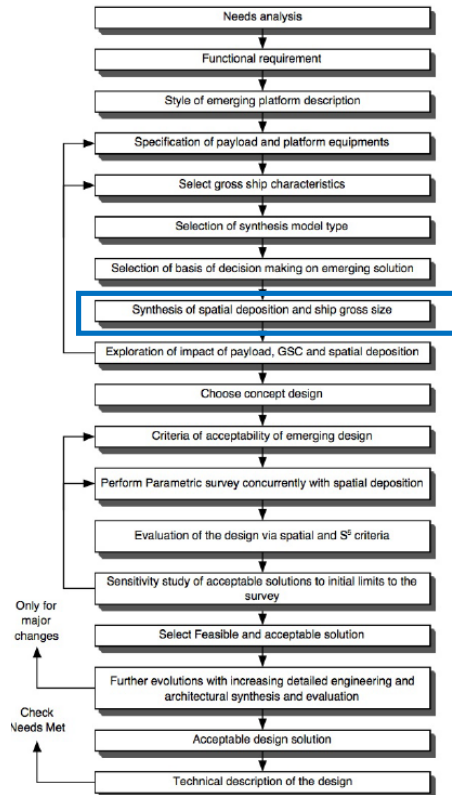 Needs analysis
Functional requirement
Style of emerging platform description
Specification of payload and platform equipments
Select gross ship characteristics
Selection of synthesis model type
Selection of basis of decision making on emerging solution
Synthesis of spatial deposition and ship gross size
Exploration of impact of payload, GSC and spatial deposition
Choose concept design
Criteria of acceptability of emerging design
Perform Parametric survey concurrently with spatial deposition
Evaluation of the design via spatial and S⁵ criteria
Sensitivity study of acceptable solutions to initial limits to the
survey
Only for
major
changes
Select Feasible and acceptable solution
Further evolutions with increasing detailed engineering and
architectural synthesis and evaluation
Check
Needs Met
Acceptable design solution
Technical description of the design